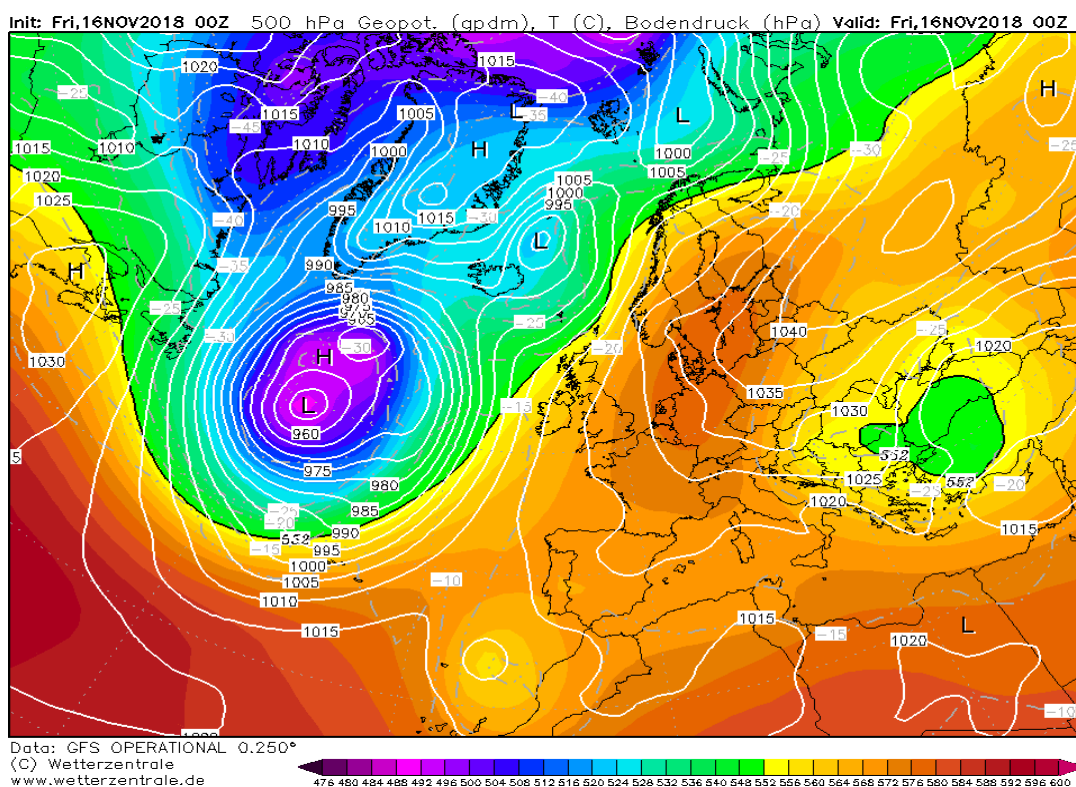 Init: Fri,16NOV2018 00Z 500 hPa Geopot. (gpdm), T (C), Bodendruck (hPa) Valid: Fri,16NOV2018 00Z
1020 1015
-25 -40
1015 1005 L -35 L H
-45
1015 1010 1010 1000 H 1000 -30 -25
1020 1005 -25
1025 1005 1000 995
-40 995 1015 -30 -20
1010 L
H -35 990
985
-25 980
-30 -25 -25 1040
-30 -20 1020
1030 H
1035
L -15 1030
960
5 975 552 1025
980 -25 552 -20
-25 985 1020
-20 990 1015
-15 552 995
1000
1005 -10
1010
1015 1015 -15 1020 L
-10
Data: GFS OPERATIONAL 0.250°
(C) Wetterzentrale
www.wetterzentrale.de
476 480 484 488 492 496 500 504 508 512 516 520 524 528 532 536 540 544 548 552 556 560 564 568 572 576 580 584 588 592 596 600